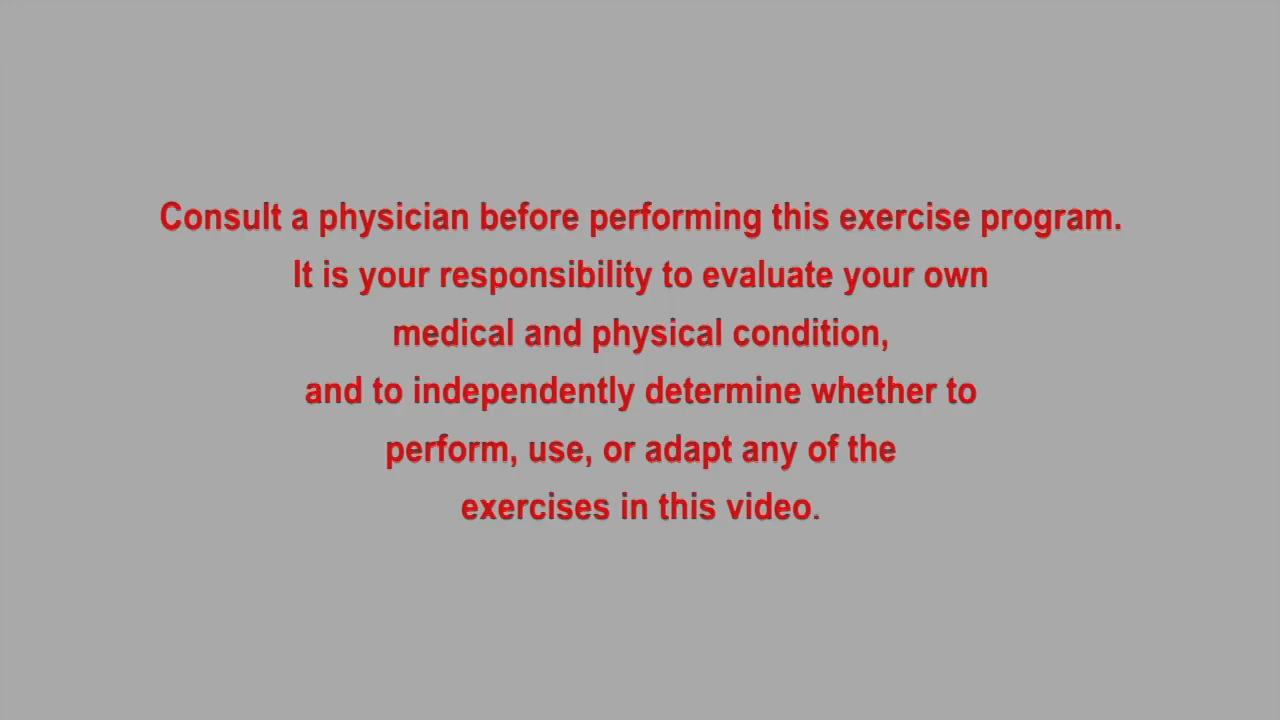 Consult a physician before performing this exercise program.
It is your responsibility to evaluate your own
medical and physical condition,
and to independently determine whether to
perform, use, or adapt any of the
exercises in this video.